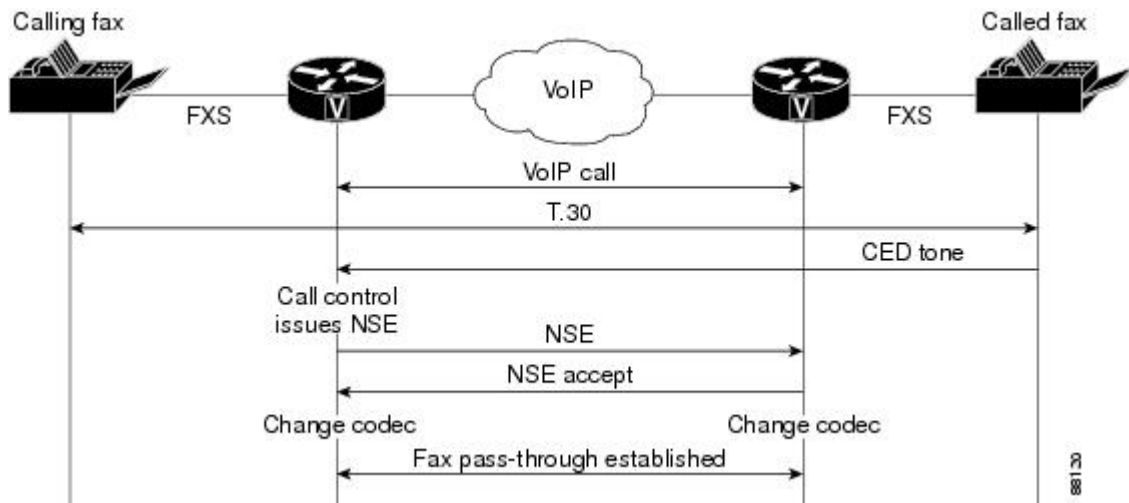 Calling fax
Called fax
FXS
V
VoIP
V
FXS
VoIP call
T.30
CED tone
Call control
issues NSE
NSE
NSE accept
Change codec
Change codec
Fax pass-through established
88120